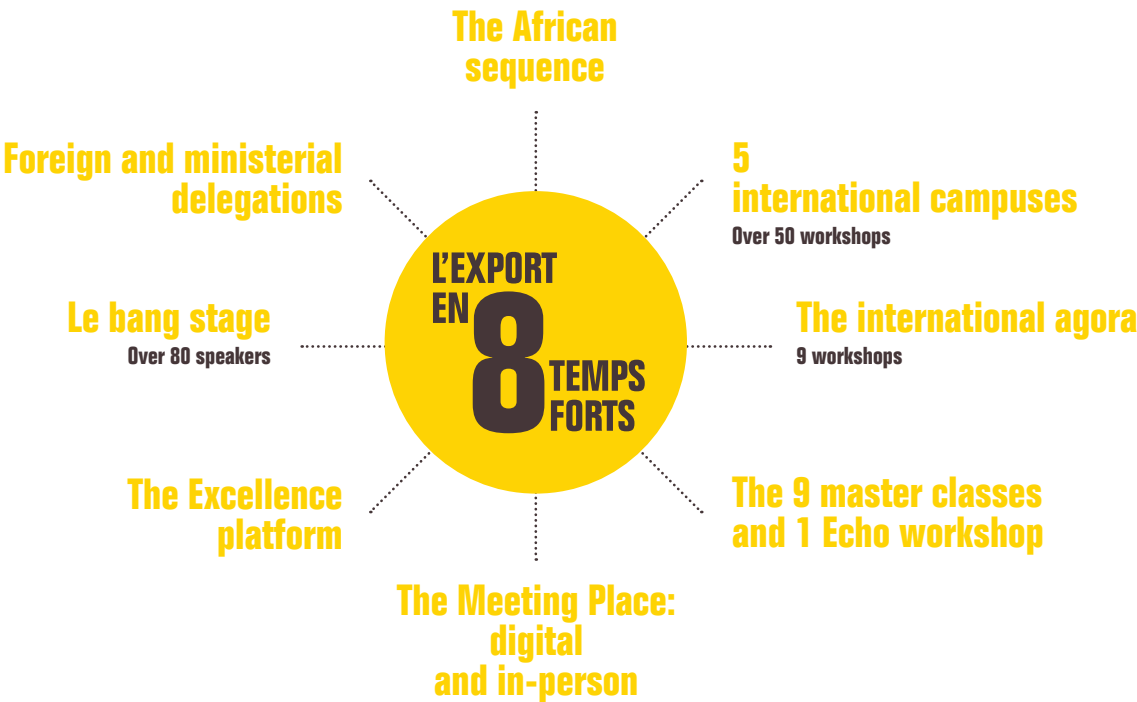 The African
sequence
Foreign and ministerial
delegations
5
international campuses
Over 50 workshops
L'EXPORT
EN
8
TEMPS
FORTS
Le bang stage
Over 80 speakers
The international agora
9 workshops
The Excellence
platform
The 9 master classes
and 1 Echo workshop
The Meeting Place:
digital
and in-person